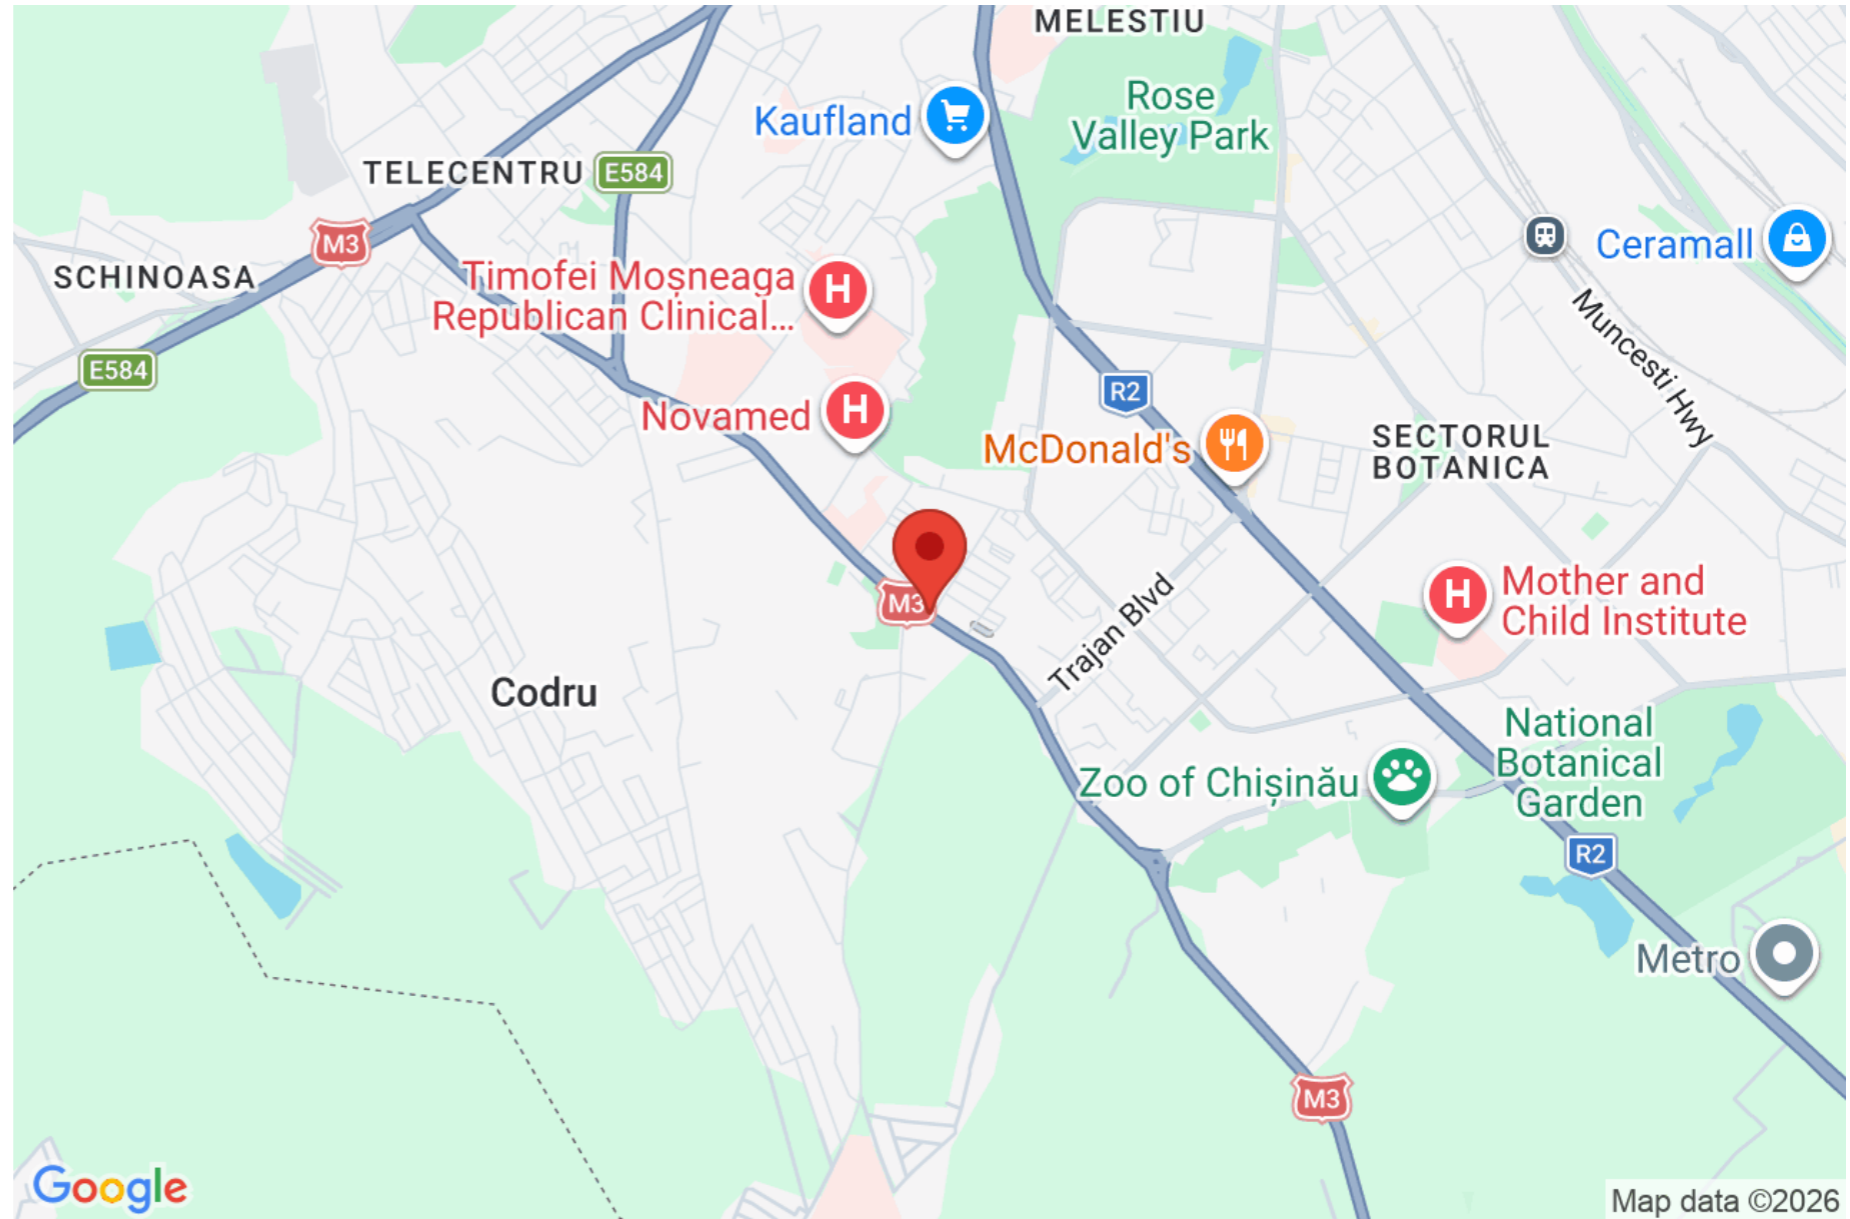 MELESTIU
Rose
Valley Park
Kaufland
TELECENTRU
E584
M3
SCHINOASA
Timofei Moșneaga
Republican Clinical...
E584
Ceramall
Muncesti Hwy
R2
Novamed
McDonald's
SECTORUL
BOTANICA
M3
Trajan Blvd
Mother and
Child Institute
Codru
National
Botanical
Garden
Zoo of Chișinău
R2
Metro
M3
Google
Map data ©2026